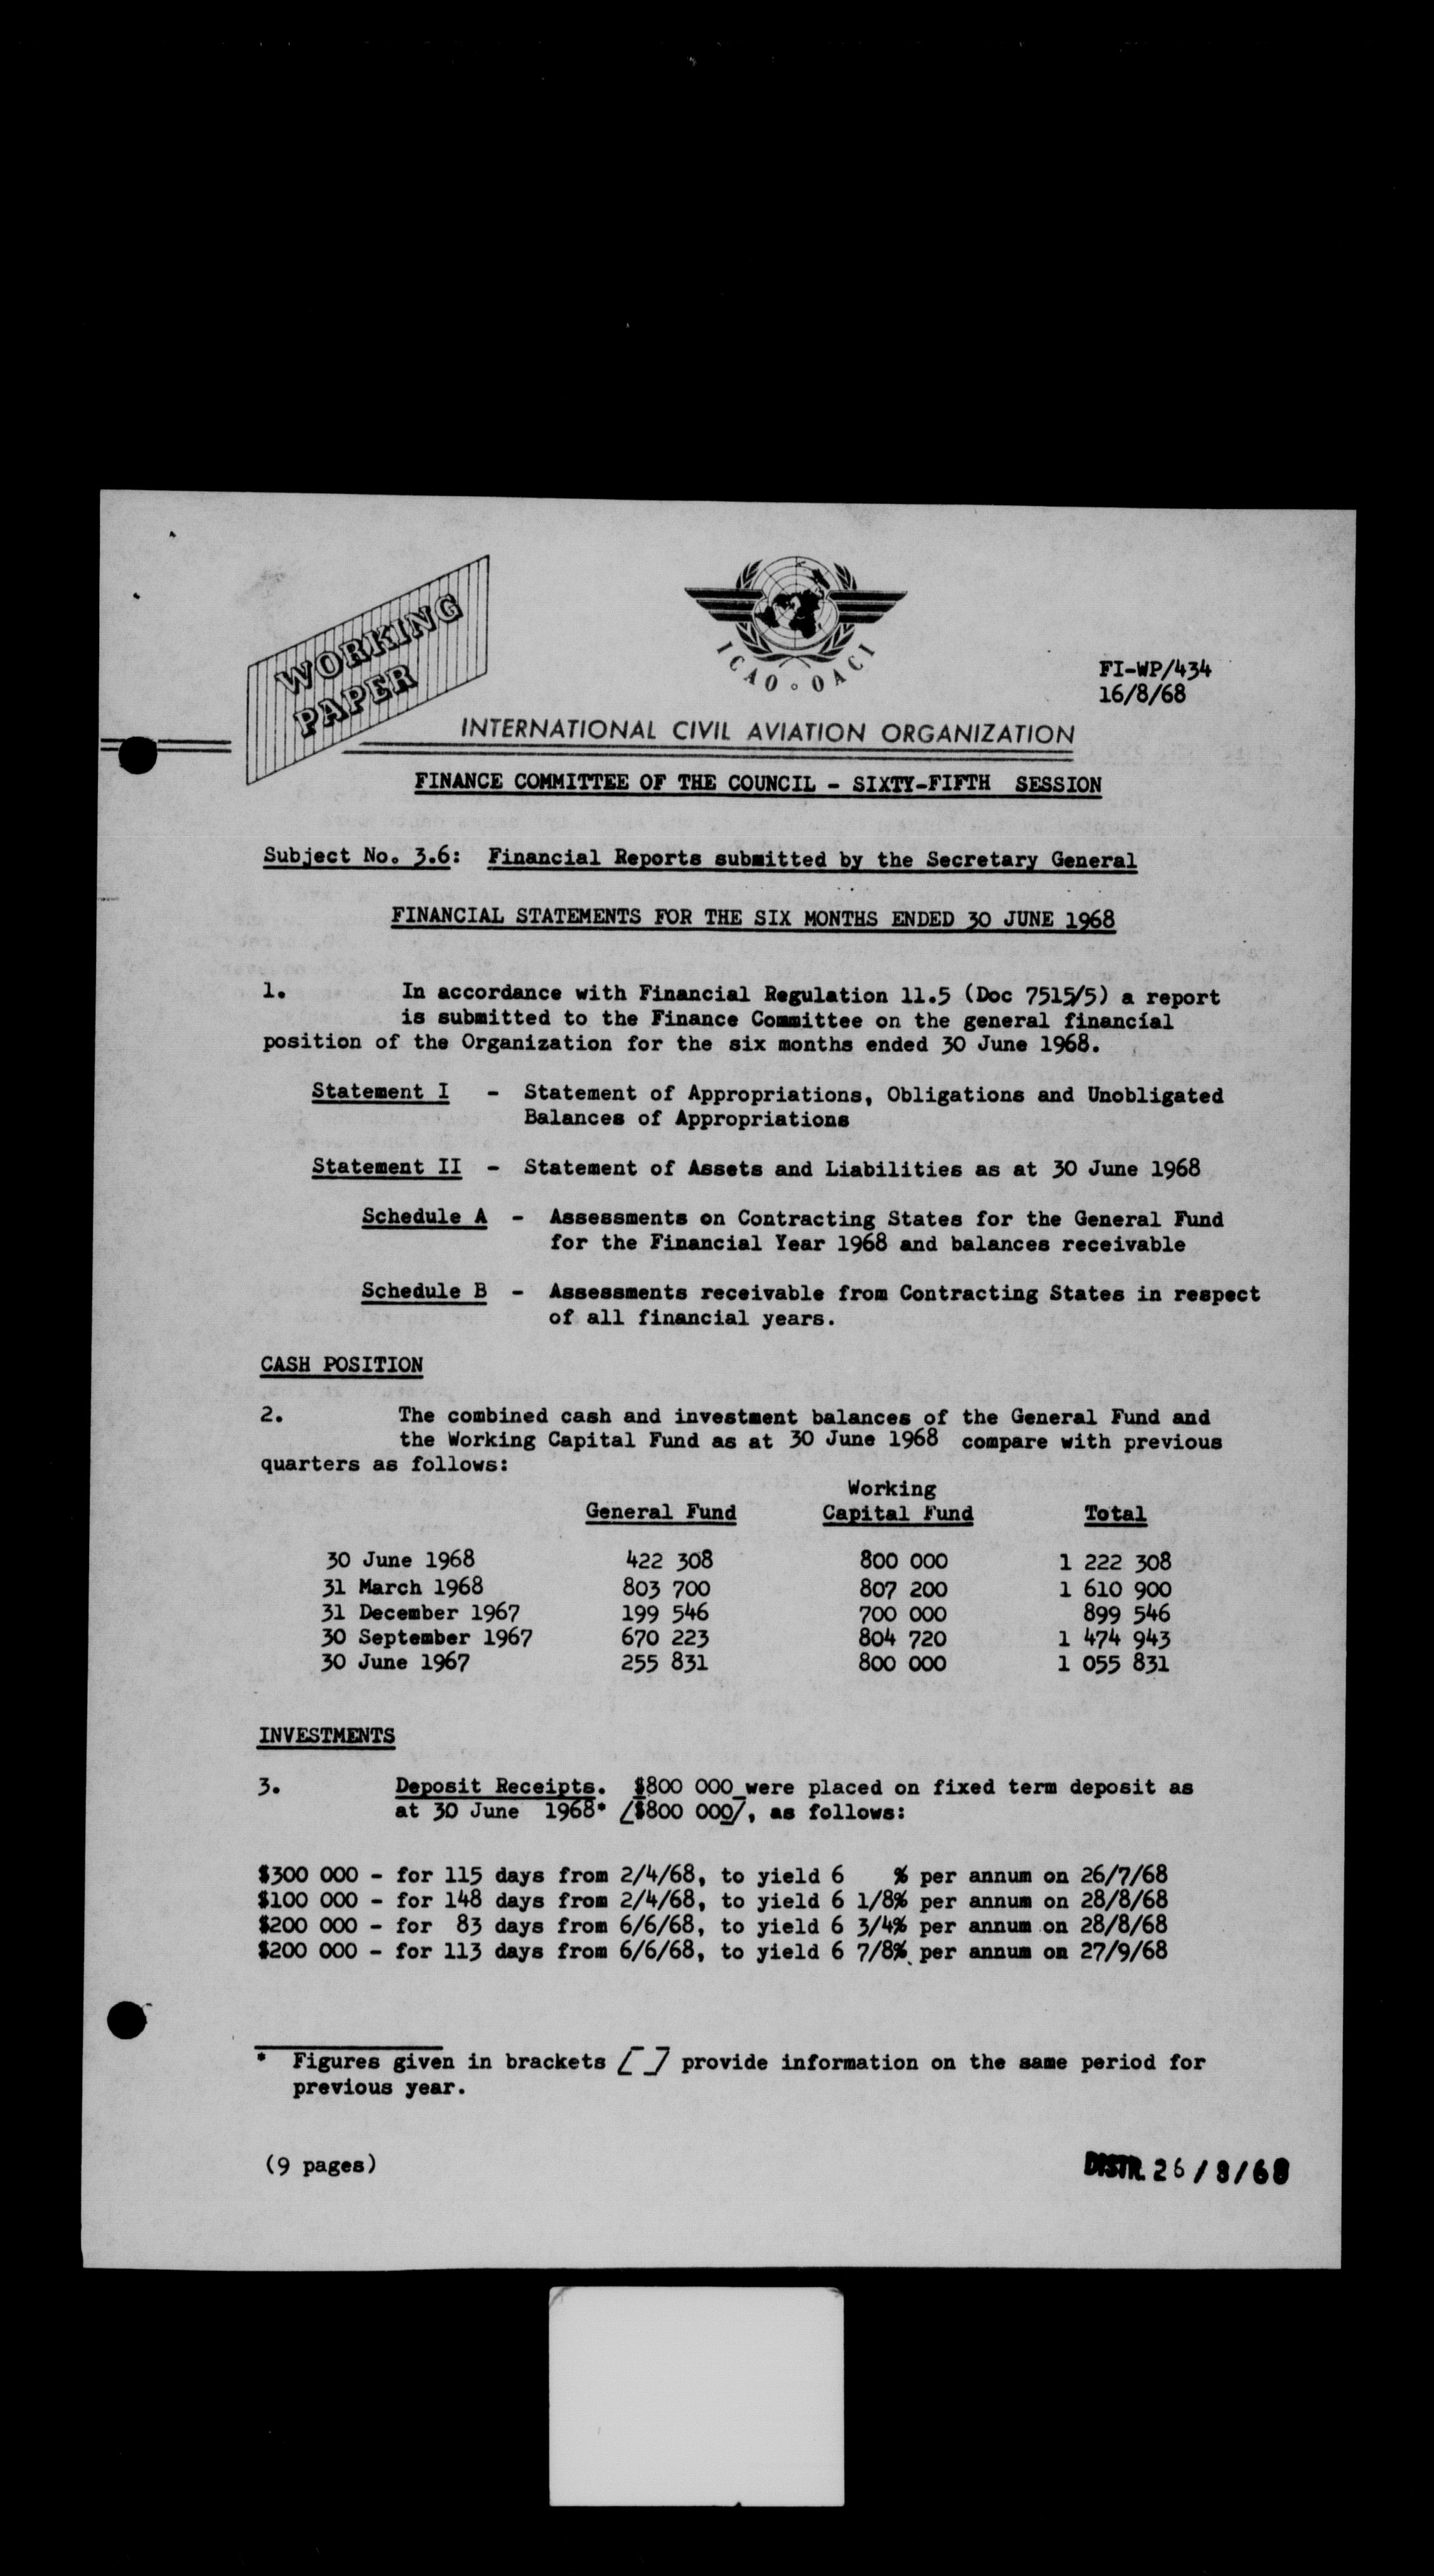 WORKING
PAPER
ICAO · OACI
FI-WP/434
16/8/68
INTERNATIONAL CIVIL AVIATION ORGANIZATION
FINANCE COMMITTEE OF THE COUNCIL - SIXTY-FIFTH SESSION
Subject No. 3.6: Financial Reports submitted by the Secretary General
FINANCIAL STATEMENTS FOR THE SIX MONTHS ENDED 30 JUNE 1968
1. In accordance with Financial Regulation 11.5 (Doc 7515/5) a report
is submitted to the Finance Committee on the general financial
position of the Organization for the six months ended 30 June 1968.
Statement I - Statement of Appropriations, Obligations and Unobligated
Balances of Appropriations
Statement II - Statement of Assets and Liabilities as at 30 June 1968
Schedule A - Assessments on Contracting States for the General Fund
for the Financial Year 1968 and balances receivable
Schedule B - Assessments receivable from Contracting States in respect
of all financial years.
CASH POSITION
2. The combined cash and investment balances of the General Fund and
the Working Capital Fund as at 30 June 1968 compare with previous
quarters as follows:
Working
General Fund Capital Fund Total
30 June 1968 422 308 800 000 1 222 308
31 March 1968 803 700 807 200 1 610 900
31 December 1967 199 546 700 000 899 546
30 September 1967 670 223 804 720 1 474 943
30 June 1967 255 831 800 000 1 055 831
INVESTMENTS
3. Deposit Receipts. $800 000 were placed on fixed term deposit as
at 30 June 1968* [$800 000], as follows:
$300 000 - for 115 days from 2/4/68, to yield 6 % per annum on 26/7/68
$100 000 - for 148 days from 2/4/68, to yield 6 1/8% per annum on 28/8/68
$200 000 - for 83 days from 6/6/68, to yield 6 3/4% per annum on 28/8/68
$200 000 - for 113 days from 6/6/68, to yield 6 7/8% per annum on 27/9/68
* Figures given in brackets [ ] provide information on the same period for
previous year.
(9 pages)
DISTR. 26/8/68